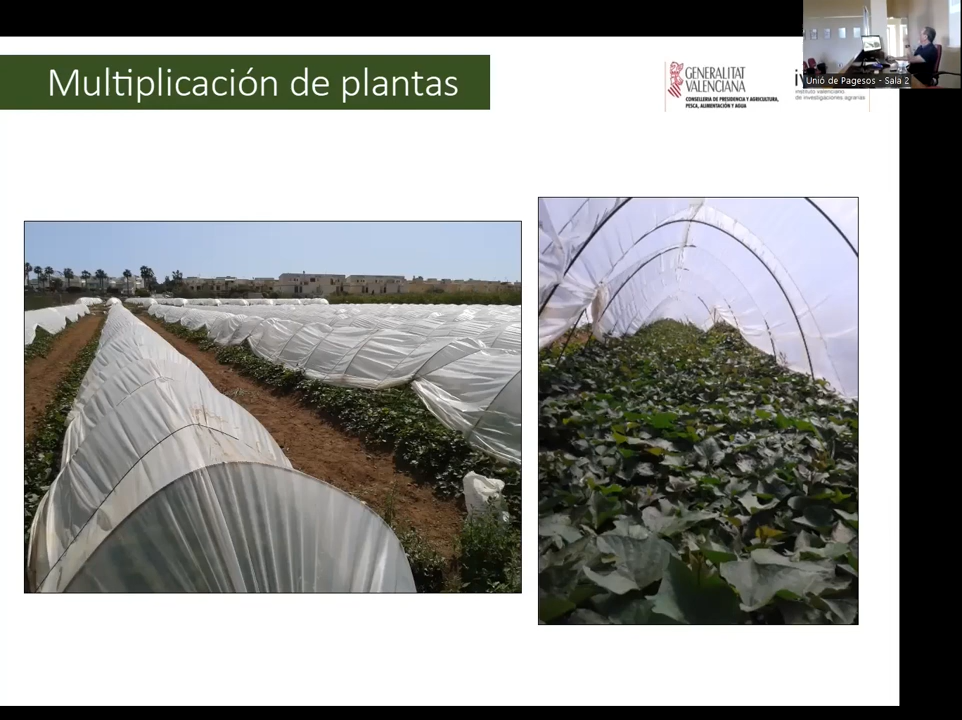 Multiplicación de plantas
GENERALITAT
VALENCIANA
CONSELLERIA DE PRESIDENCIA Y AGRICULTURA,
PESCA, ALIMENTACIÓN Y AGUA
Unió de Pagesos - Sala 2
instituto valenciano
de investigaciones agrarias